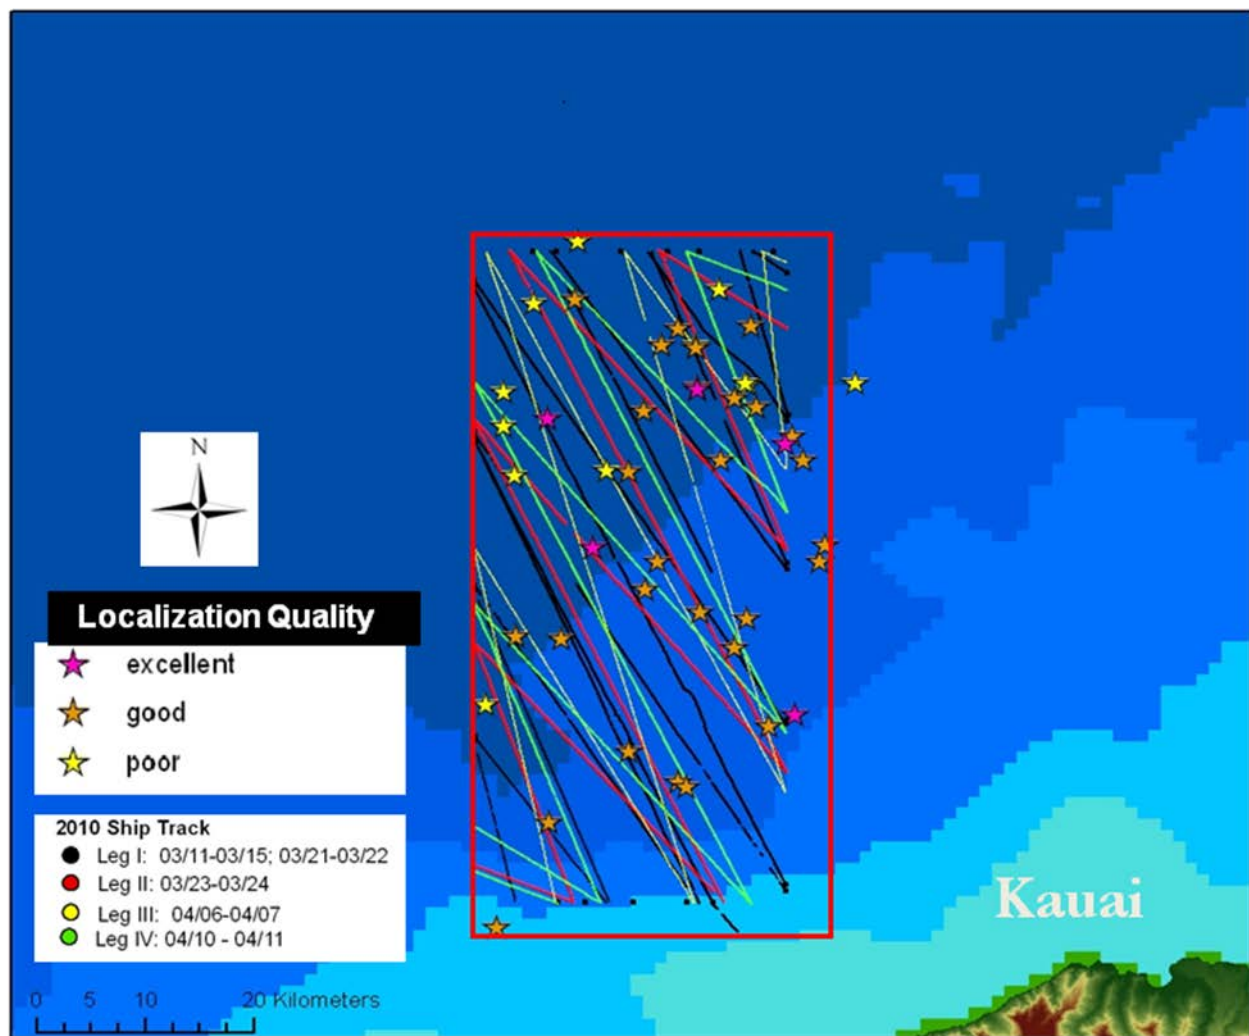 N
Localization Quality
excellent
good
poor
2010 Ship Track
Leg I: 03/11-03/15; 03/21-03/22
Leg II: 03/23-03/24
Leg III: 04/06-04/07
Leg IV: 04/10 - 04/11
Kauai
0 5 10 20 Kilometers